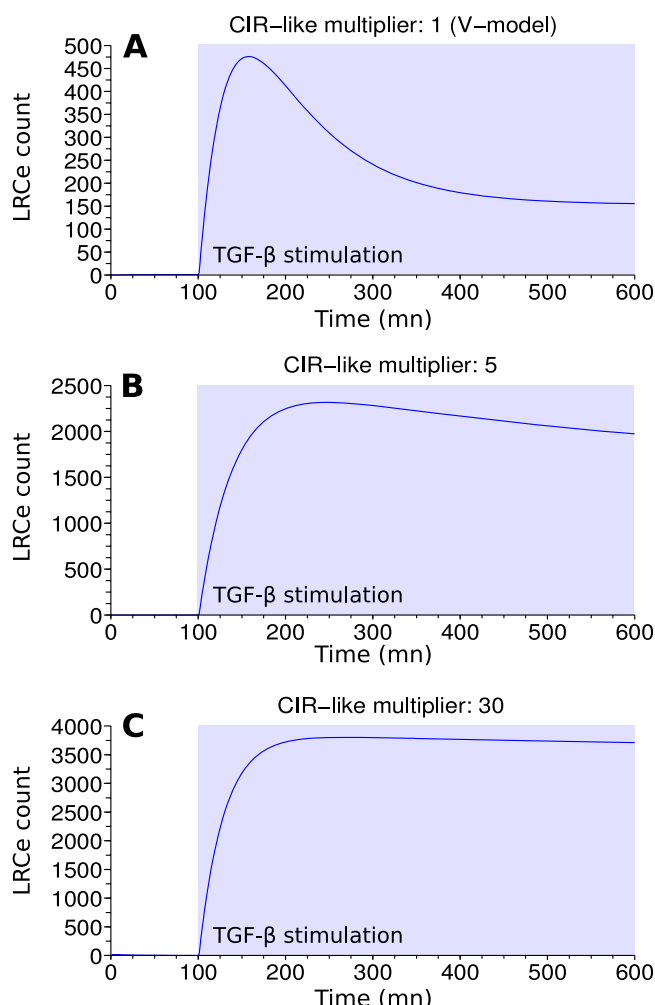 CIR−like multiplier: 1 (V−model)
A
500
450
400
350
300
250
200
150
100
50
0
LRCe count
TGF-β stimulation
0 100 200 300 400 500 600
Time (mn)
CIR−like multiplier: 5
B
2500
2000
1500
1000
500
0
LRCe count
TGF-β stimulation
0 100 200 300 400 500 600
Time (mn)
CIR−like multiplier: 30
C
4000
3500
3000
2500
2000
1500
1000
500
0
LRCe count
TGF-β stimulation
0 100 200 300 400 500 600
Time (mn)